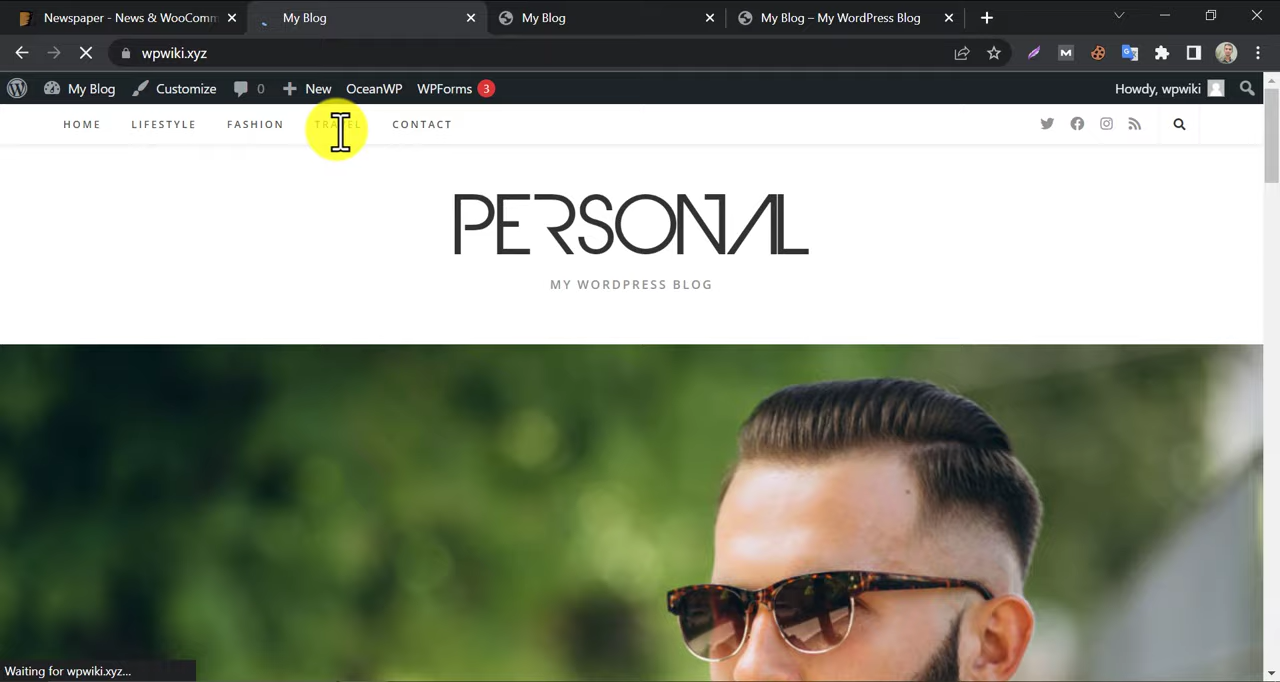 Newspaper - News & WooComm
My Blog
My Blog
My Blog – My WordPress Blog
wpwiki.xyz
My Blog
Customize
0
New
OceanWP
WPForms 3
Howdy, wpwiki
HOME
LIFESTYLE
FASHION
TRAVEL
CONTACT
PERSONAL
MY WORDPRESS BLOG
Waiting for wpwiki.xyz...